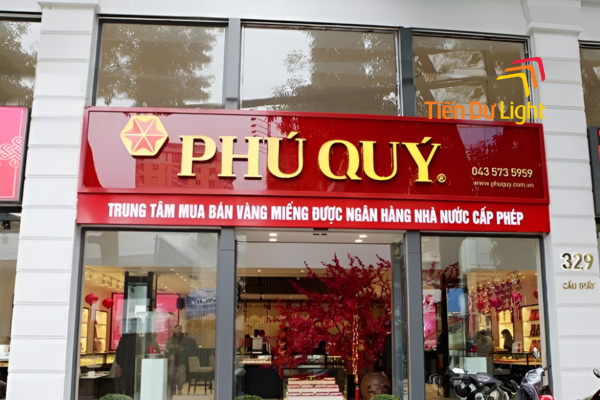 Tiến Dự Light
PHÚ QUÝ®
043 573 5959
www.phuquy.com.vn
TRUNG TÂM MUA BÁN VÀNG MIẾNG ĐƯỢC NGÂN HÀNG NHÀ NƯỚC CẤP PHÉP
329
CẦU GIẤY